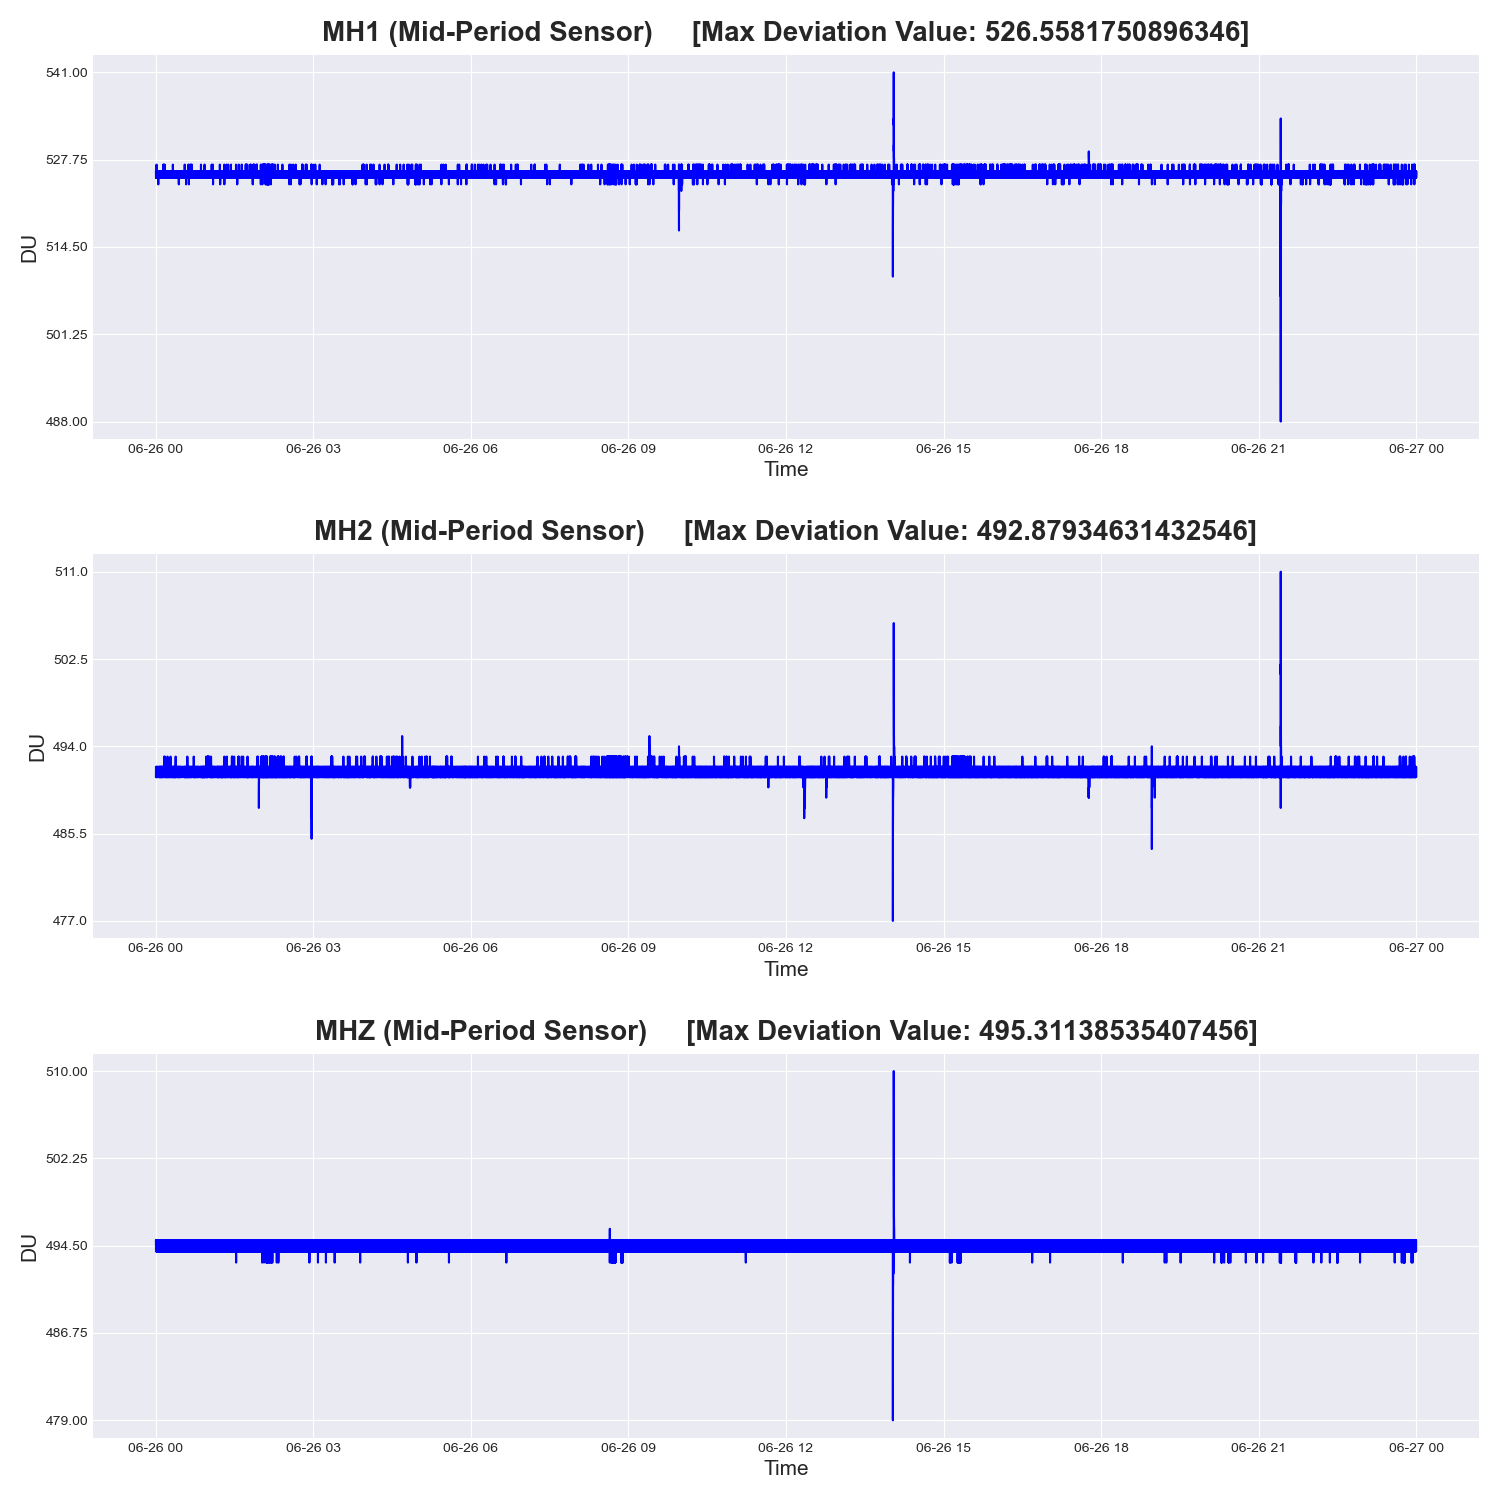 MH1 (Mid-Period Sensor) [Max Deviation Value: 526.5581750896346]
541.00
527.75
514.50
501.25
488.00
DU
06-26 00 06-26 03 06-26 06 06-26 09 06-26 12 06-26 15 06-26 18 06-26 21 06-27 00
Time
MH2 (Mid-Period Sensor) [Max Deviation Value: 492.87934631432546]
511.0
502.5
494.0
485.5
477.0
DU
06-26 00 06-26 03 06-26 06 06-26 09 06-26 12 06-26 15 06-26 18 06-26 21 06-27 00
Time
MHZ (Mid-Period Sensor) [Max Deviation Value: 495.31138535407456]
510.00
502.25
494.50
486.75
479.00
DU
06-26 00 06-26 03 06-26 06 06-26 09 06-26 12 06-26 15 06-26 18 06-26 21 06-27 00
Time